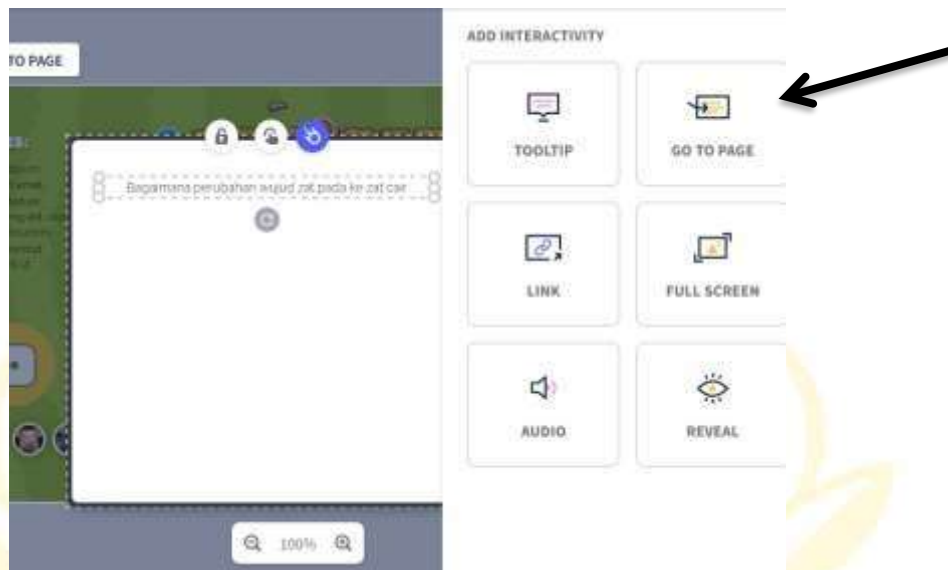 TO PAGE
Bagamana perubahan wujud zat pada ke zat cair
100%
ADD INTERACTIVITY
TOOLTIP
GO TO PAGE
LINK
FULL SCREEN
AUDIO
REVEAL